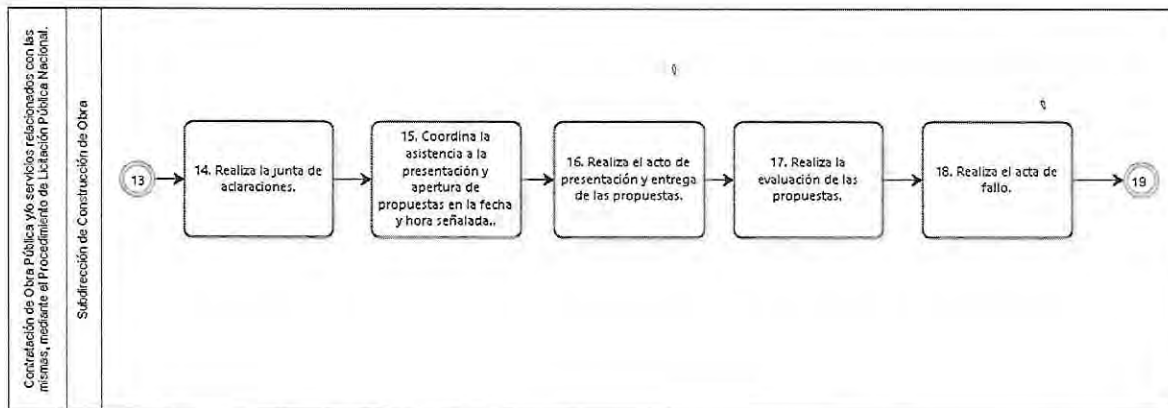 Contratación de Obra Pública y/o servicios relacionados con las
mismas, mediante el Procedimiento de Licitación Pública Nacional.
Subdirección de Construcción de Obra
13
14. Realiza la junta de
aclaraciones.
15. Coordina la
asistencia a la
presentación y
apertura de
propuestas en la fecha
y hora señalada..
16. Realiza el acto de
presentación y entrega
de las propuestas.
17. Realiza la
evaluación de las
propuestas.
18. Realiza el acta de
fallo.
19